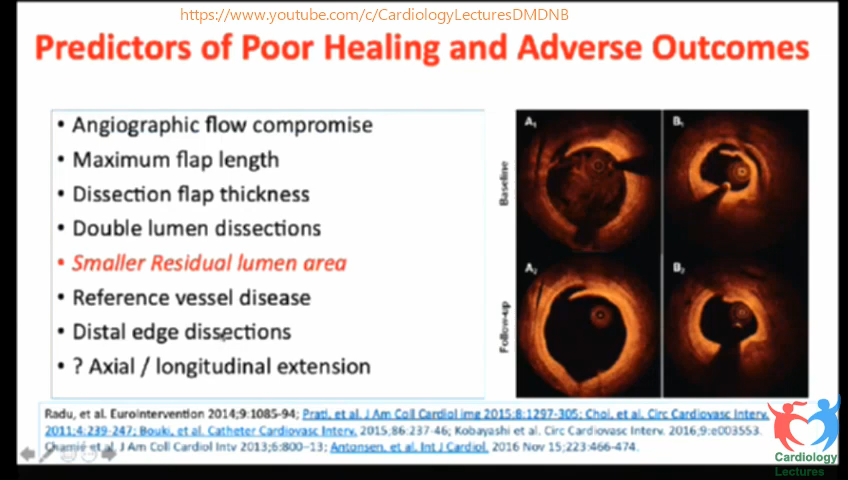 https://www.youtube.com/c/CardiologyLecturesDMDNB
Predictors of Poor Healing and Adverse Outcomes
• Angiographic flow compromise
• Maximum flap length
• Dissection flap thickness
• Double lumen dissections
• Smaller Residual lumen area
• Reference vessel disease
• Distal edge dissections
• ? Axial / longitudinal extension
A1
B1
Baseline
A2
B2
Follow-up
Radu, et al. EuroIntervention 2014;9:1085-94; Prati, et al. J Am Coll Cardiol img 2015;8:1297-305; Choi, et al. Circ Cardiovasc Interv.
2011;4:239-247; Bouki, et al. Catheter Cardiovasc Interv. 2015;86:237-46; Kobayashi et al. Circ Cardiovasc Interv. 2016;9:e003553.
Chamié et al. J Am Coll Cardiol Intv 2013;6:800–13; Antonsen, et al. Int J Cardiol. 2016 Nov 15;223:466-474.
Cardiology
Lectures